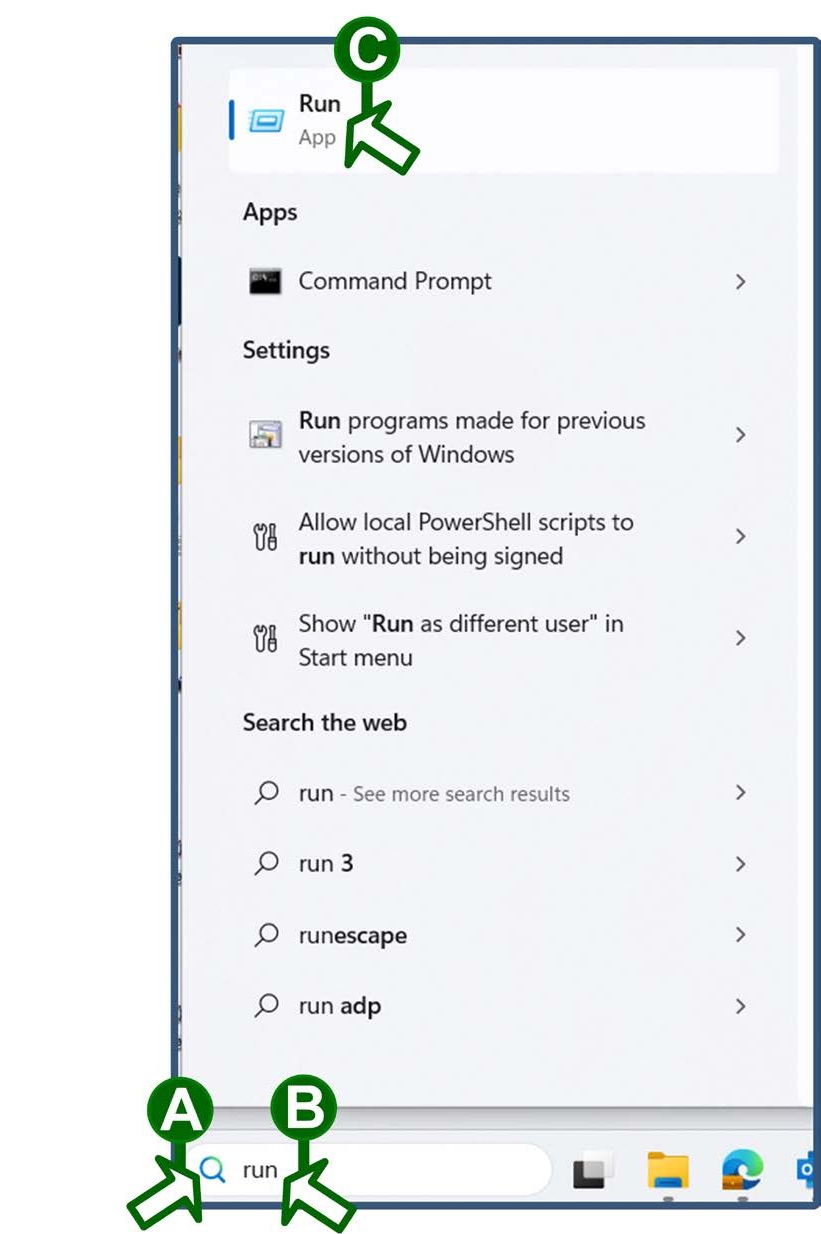 C
Run
App
Apps
Command Prompt
Settings
Run programs made for previous
versions of Windows
Allow local PowerShell scripts to
run without being signed
Show "Run as different user" in
Start menu
Search the web
run - See more search results
run 3
runescape
run adp
A
B
run